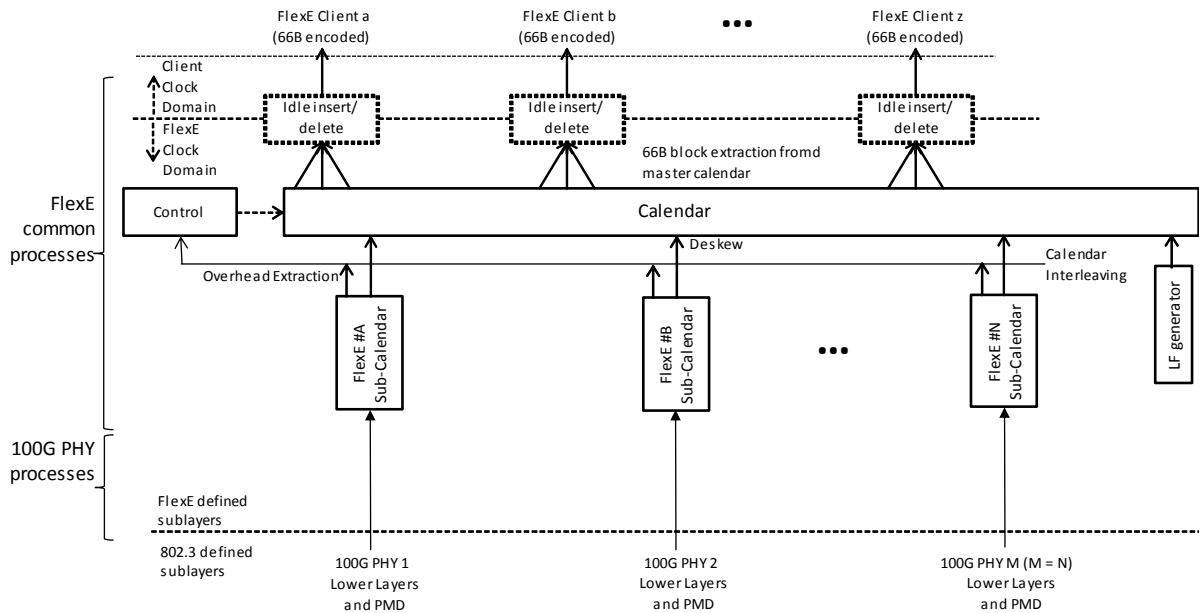 FlexE Client a
(66B encoded)
FlexE Client b
(66B encoded)
FlexE Client z
(66B encoded)
Client
Clock
Domain
FlexE
Clock
Domain
Idle insert/
delete
Idle insert/
delete
Idle insert/
delete
66B block extraction fromd
master calendar
FlexE
common
processes
Control
Calendar
Deskew
Overhead Extraction
Calendar
Interleaving
FlexE #A
Sub-Calendar
FlexE #B
Sub-Calendar
FlexE #N
Sub-Calendar
LF generator
100G PHY
processes
FlexE defined
sublayers
802.3 defined
sublayers
100G PHY 1
Lower Layers
and PMD
100G PHY 2
Lower Layers
and PMD
100G PHY M (M = N)
Lower Layers
and PMD